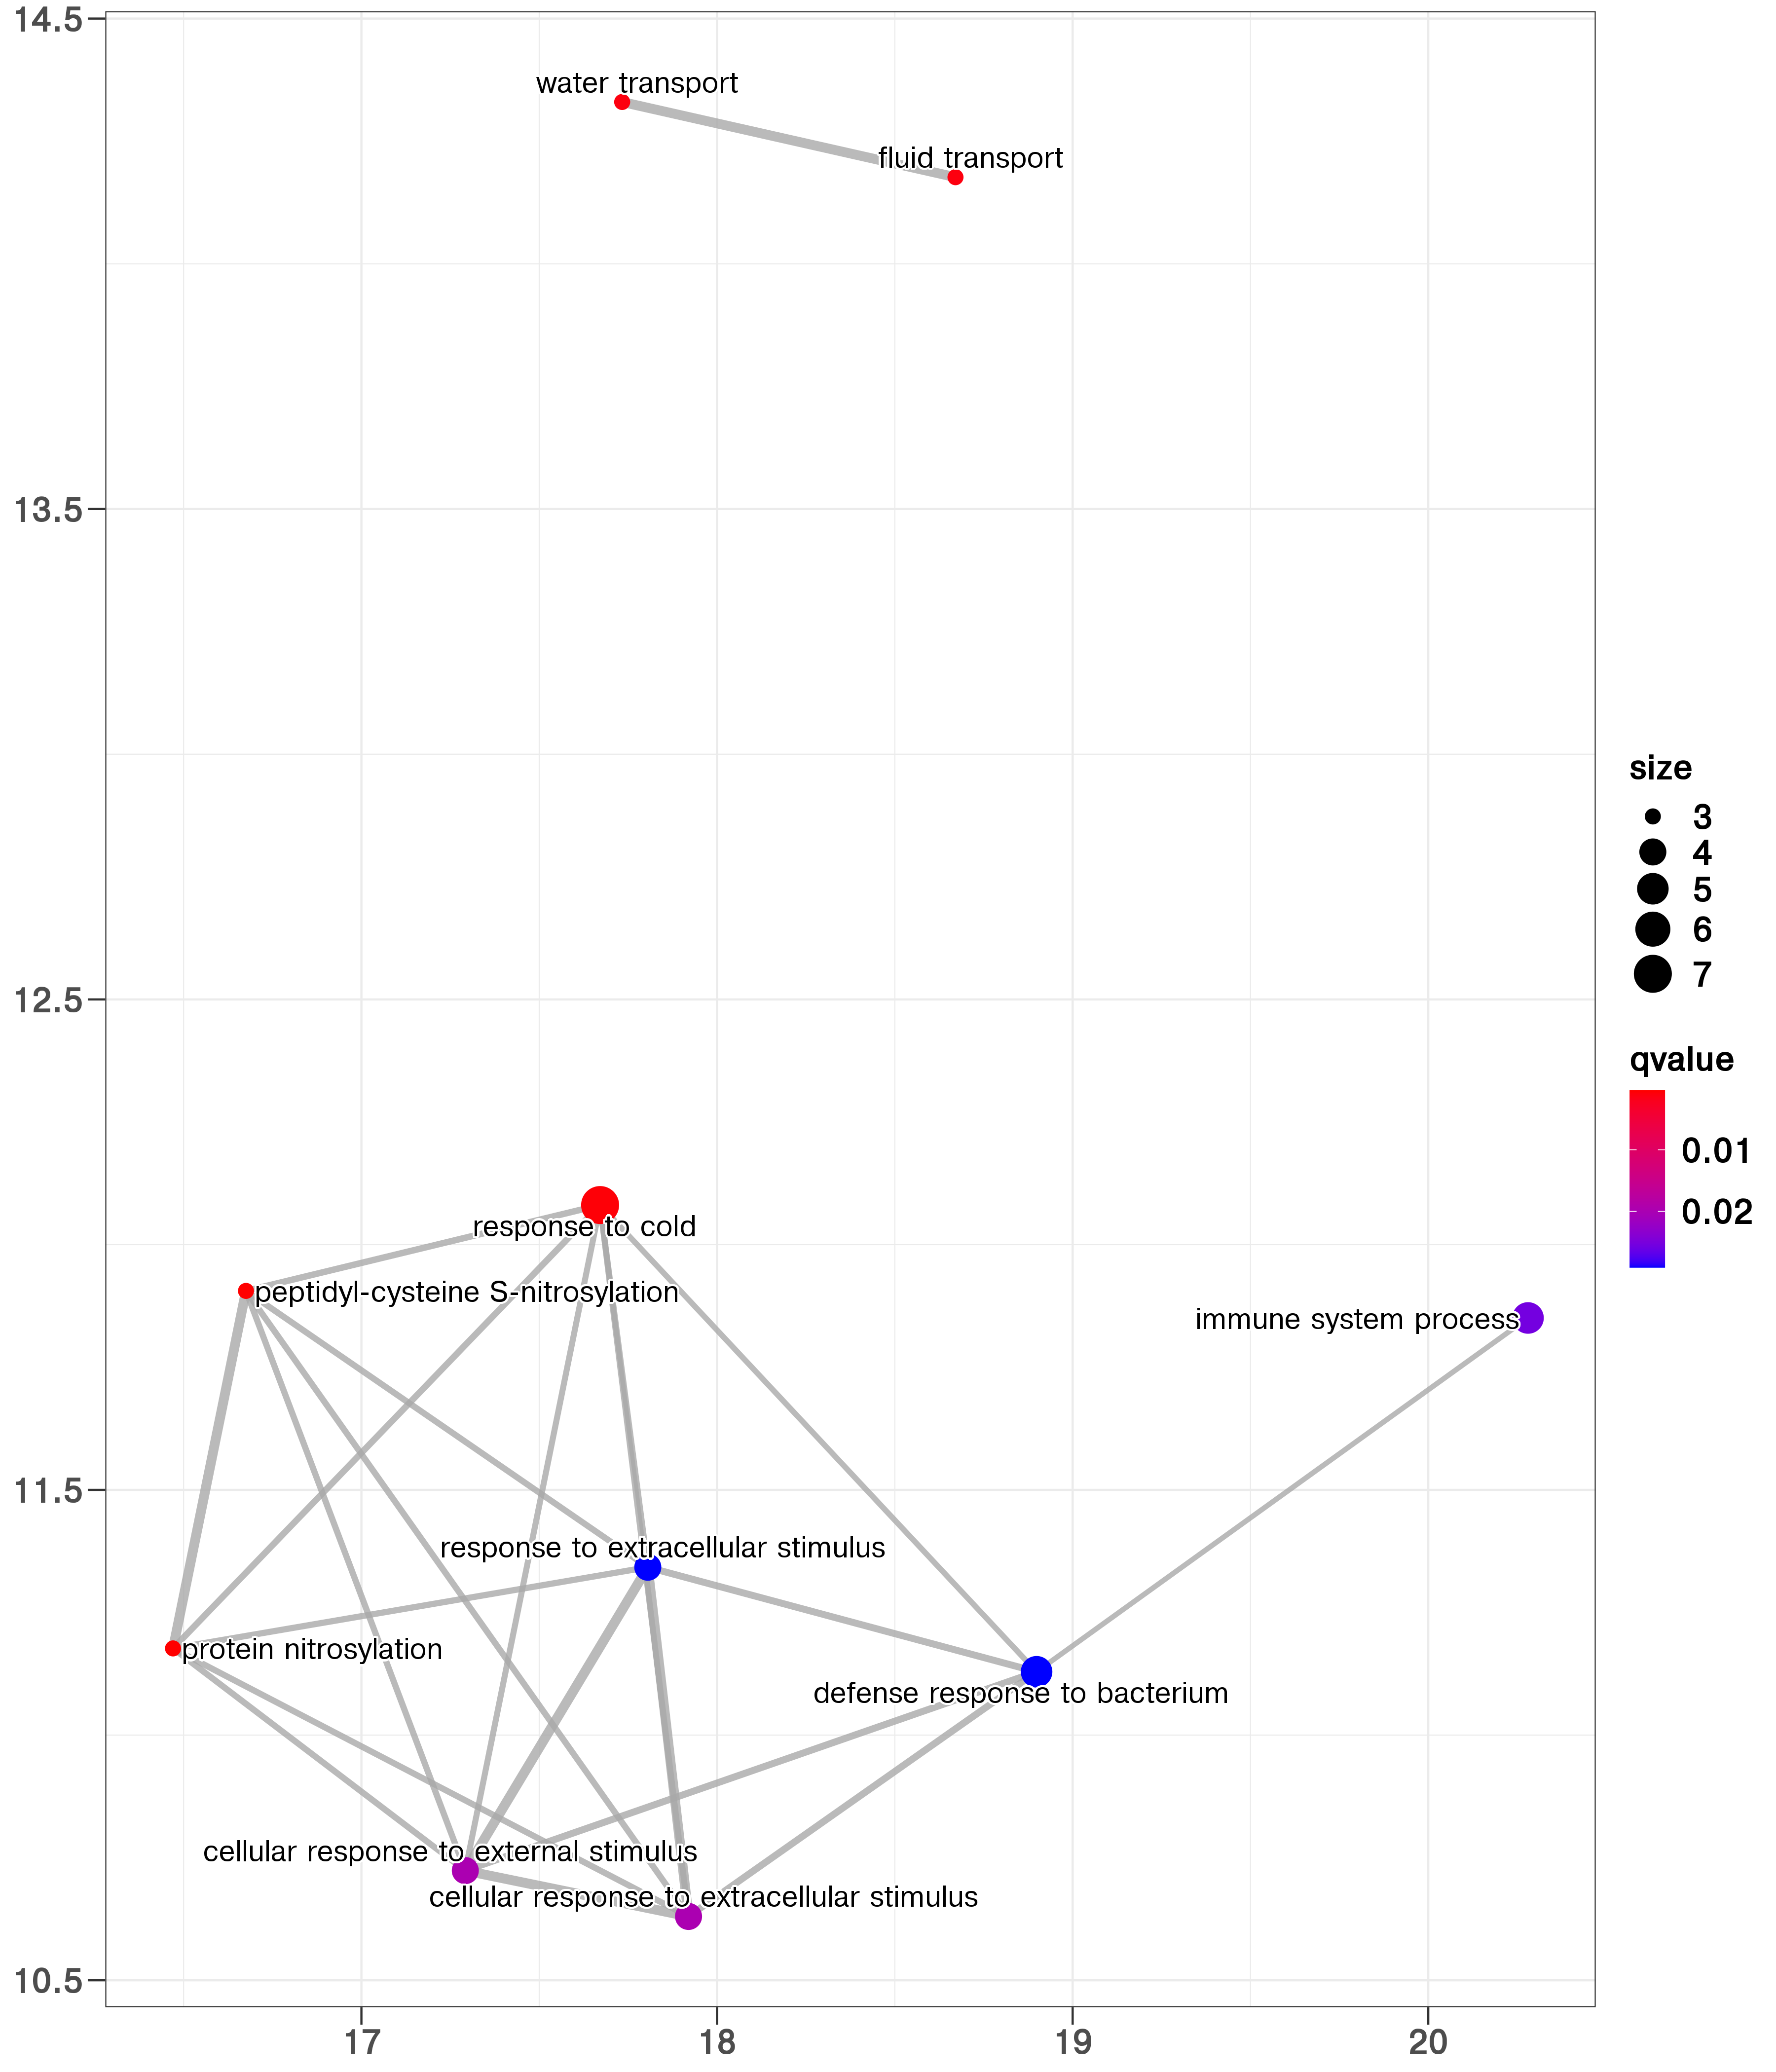 14.5
water transport
fluid transport
13.5
size
3
4
5
6
7
12.5
qvalue
0.01
0.02
response to cold
peptidyl-cysteine S-nitrosylation
immune system process
11.5
response to extracellular stimulus
protein nitrosylation
defense response to bacterium
cellular response to external stimulus
cellular response to extracellular stimulus
10.5
17
18
19
20